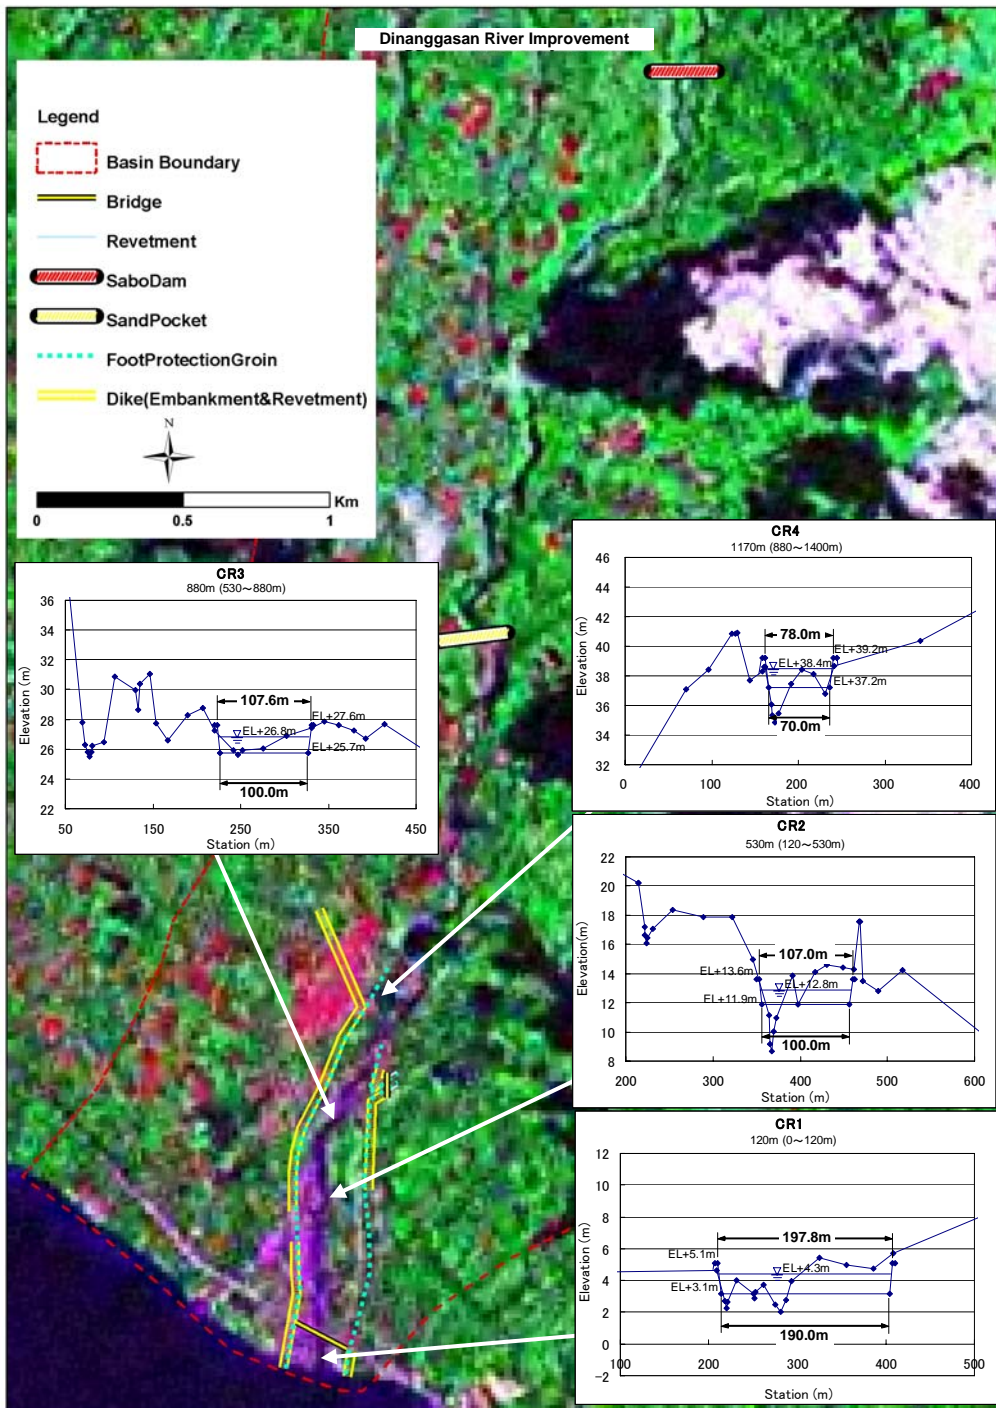 Dinanggasan River Improvement
Legend
Basin Boundary
Bridge
Revetment
SaboDam
SandPocket
FootProtectionGroin
Dike(Embankment&Revetment)
N
Km
0 0.5 1
CR4
1170m (880～1400m)
46
44
42
40
38
36
34
32
Elevation (m)
78.0m
EL+39.2m
EL+38.4m
EL+37.2m
70.0m
0 100 200 300 400
Station (m)
CR3
880m (530～880m)
36
34
32
30
28
26
24
22
Elevation (m)
107.6m
EL+27.6m
EL+26.8m
EL+25.7m
100.0m
50 150 250 350 450
Station (m)
CR2
530m (120～530m)
22
20
18
16
14
12
10
8
Elevation(m)
107.0m
EL+13.6m
EL+12.8m
EL+11.9m
100.0m
200 300 400 500 600
Station (m)
CR1
120m (0～120m)
12
10
8
6
4
2
0
-2
Elevation (m)
197.8m
EL+5.1m
EL+4.3m
EL+3.1m
190.0m
100 200 300 400 500
Station (m)